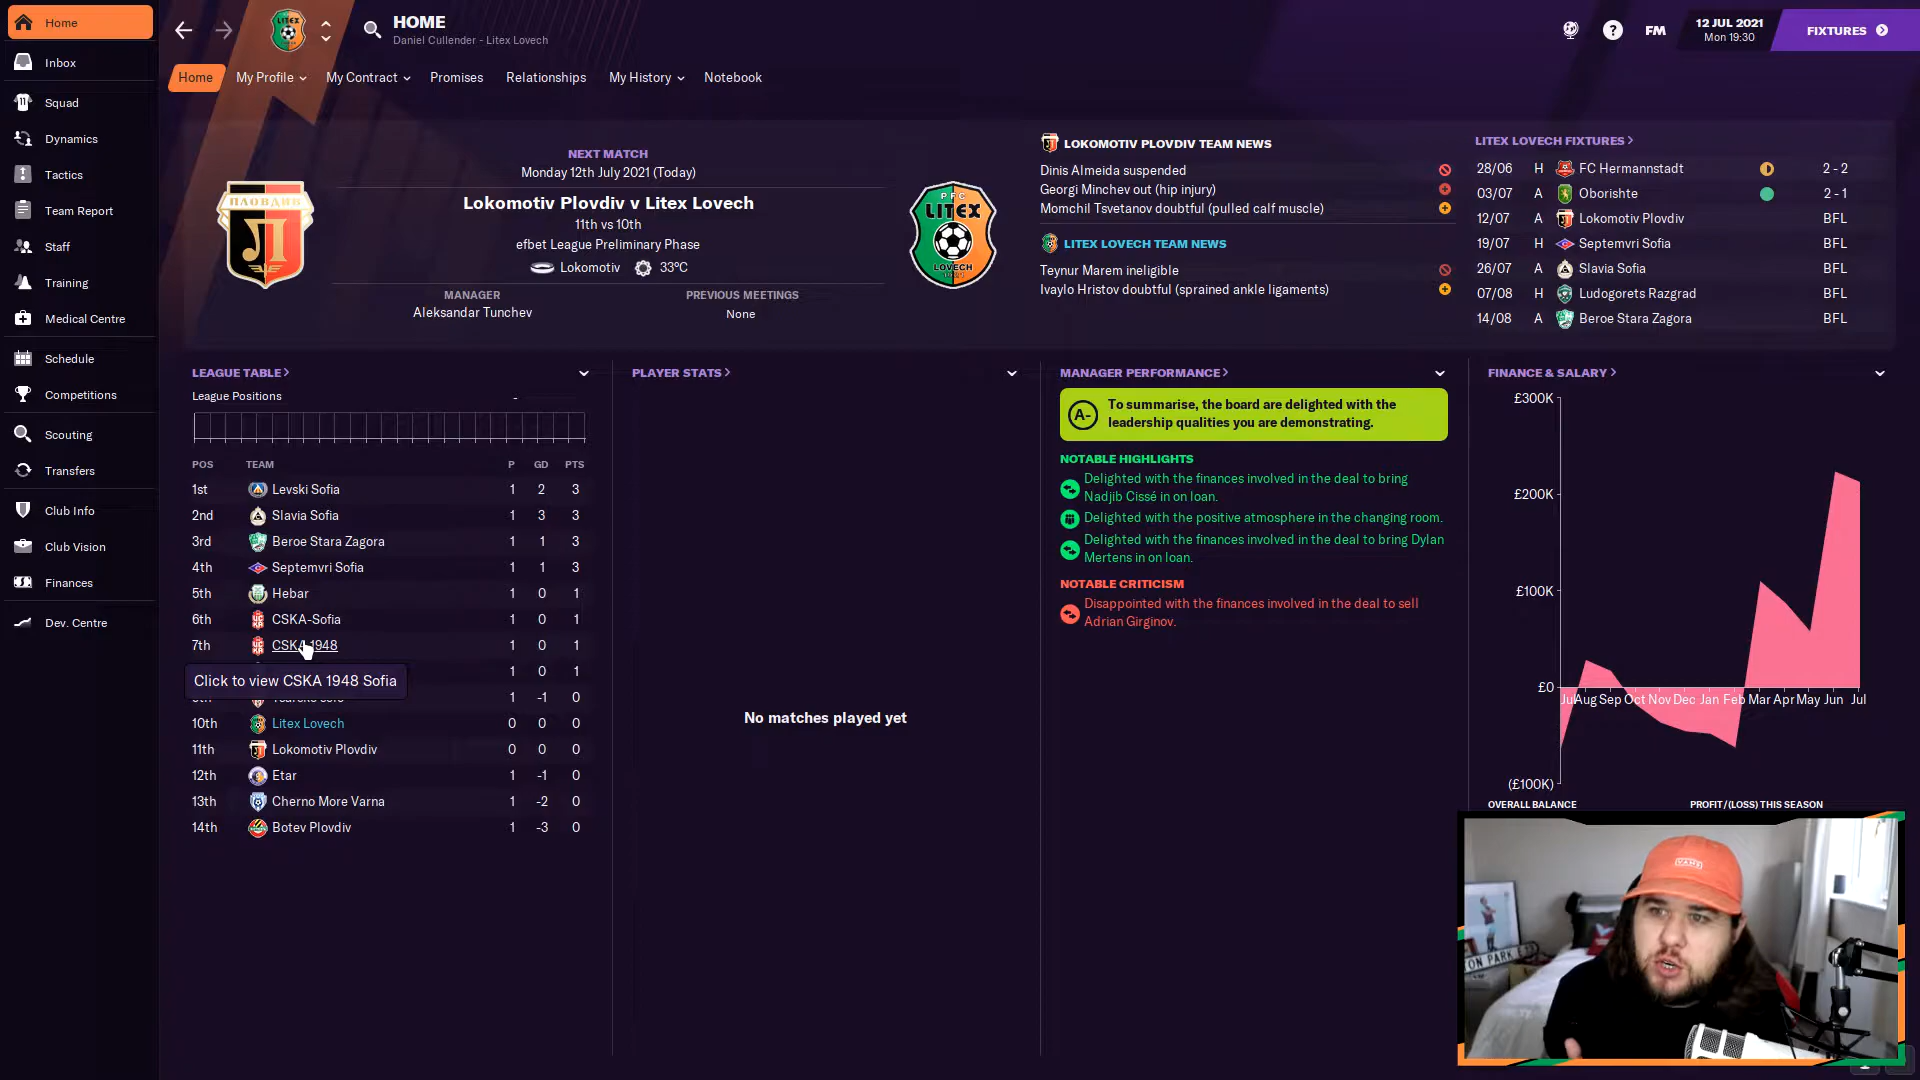 Home
Inbox
Squad
Dynamics
Tactics
Team Report
Staff
Training
Medical Centre
Schedule
Competitions
Scouting
Transfers
Club Info
Club Vision
Finances
Dev. Centre
LITEX
HOME
Daniel Cullender - Litex Lovech
?
FM
12 JUL 2021
Mon 19:30
FIXTURES
Home
My Profile
My Contract
Promises
Relationships
My History
Notebook
ПЛОВДИВ
Л
NEXT MATCH
Monday 12th July 2021 (Today)
Lokomotiv Plovdiv v Litex Lovech
11th vs 10th
efbet League Preliminary Phase
Lokomotiv 33°C
MANAGER
Aleksandar Tunchev
PREVIOUS MEETINGS
None
PFC
LITEX
LOVECH
LOKOMOTIV PLOVDIV TEAM NEWS
Dinis Almeida suspended
Georgi Minchev out (hip injury)
Momchil Tsvetanov doubtful (pulled calf muscle)
LITEX LOVECH TEAM NEWS
Teynur Marem ineligible
Ivaylo Hristov doubtful (sprained ankle ligaments)
LITEX LOVECH FIXTURES
28/06 H FC Hermannstadt 2 - 2
03/07 A Oborishte 2 - 1
12/07 A Lokomotiv Plovdiv BFL
19/07 H Septemvri Sofia BFL
26/07 A Slavia Sofia BFL
07/08 H Ludogorets Razgrad BFL
14/08 A Beroe Stara Zagora BFL
LEAGUE TABLE
League Positions -
POS TEAM P GD PTS
1st Levski Sofia 1 2 3
2nd Slavia Sofia 1 3 3
3rd Beroe Stara Zagora 1 1 3
4th Septemvri Sofia 1 1 3
5th Hebar 1 0 1
6th CSKA-Sofia 1 0 1
7th CSKA 1948 1 0 1
Click to view CSKA 1948 Sofia
1 0 1
1 -1 0
10th Litex Lovech 0 0 0
11th Lokomotiv Plovdiv 0 0 0
12th Etar 1 -1 0
13th Cherno More Varna 1 -2 0
14th Botev Plovdiv 1 -3 0
PLAYER STATS
No matches played yet
MANAGER PERFORMANCE
A-
To summarise, the board are delighted with the
leadership qualities you are demonstrating.
NOTABLE HIGHLIGHTS
Delighted with the finances involved in the deal to bring
Nadjib Cissé in on loan.
Delighted with the positive atmosphere in the changing room.
Delighted with the finances involved in the deal to bring Dylan
Mertens in on loan.
NOTABLE CRITICISM
Disappointed with the finances involved in the deal to sell
Adrian Girginov.
FINANCE & SALARY
£300K
£200K
£100K
£0
Jul Aug Sep Oct Nov Dec Jan Feb Mar Apr May Jun Jul
(£100K)
OVERALL BALANCE
PROFIT/(LOSS) THIS SEASON
VANS
TON PARK E13